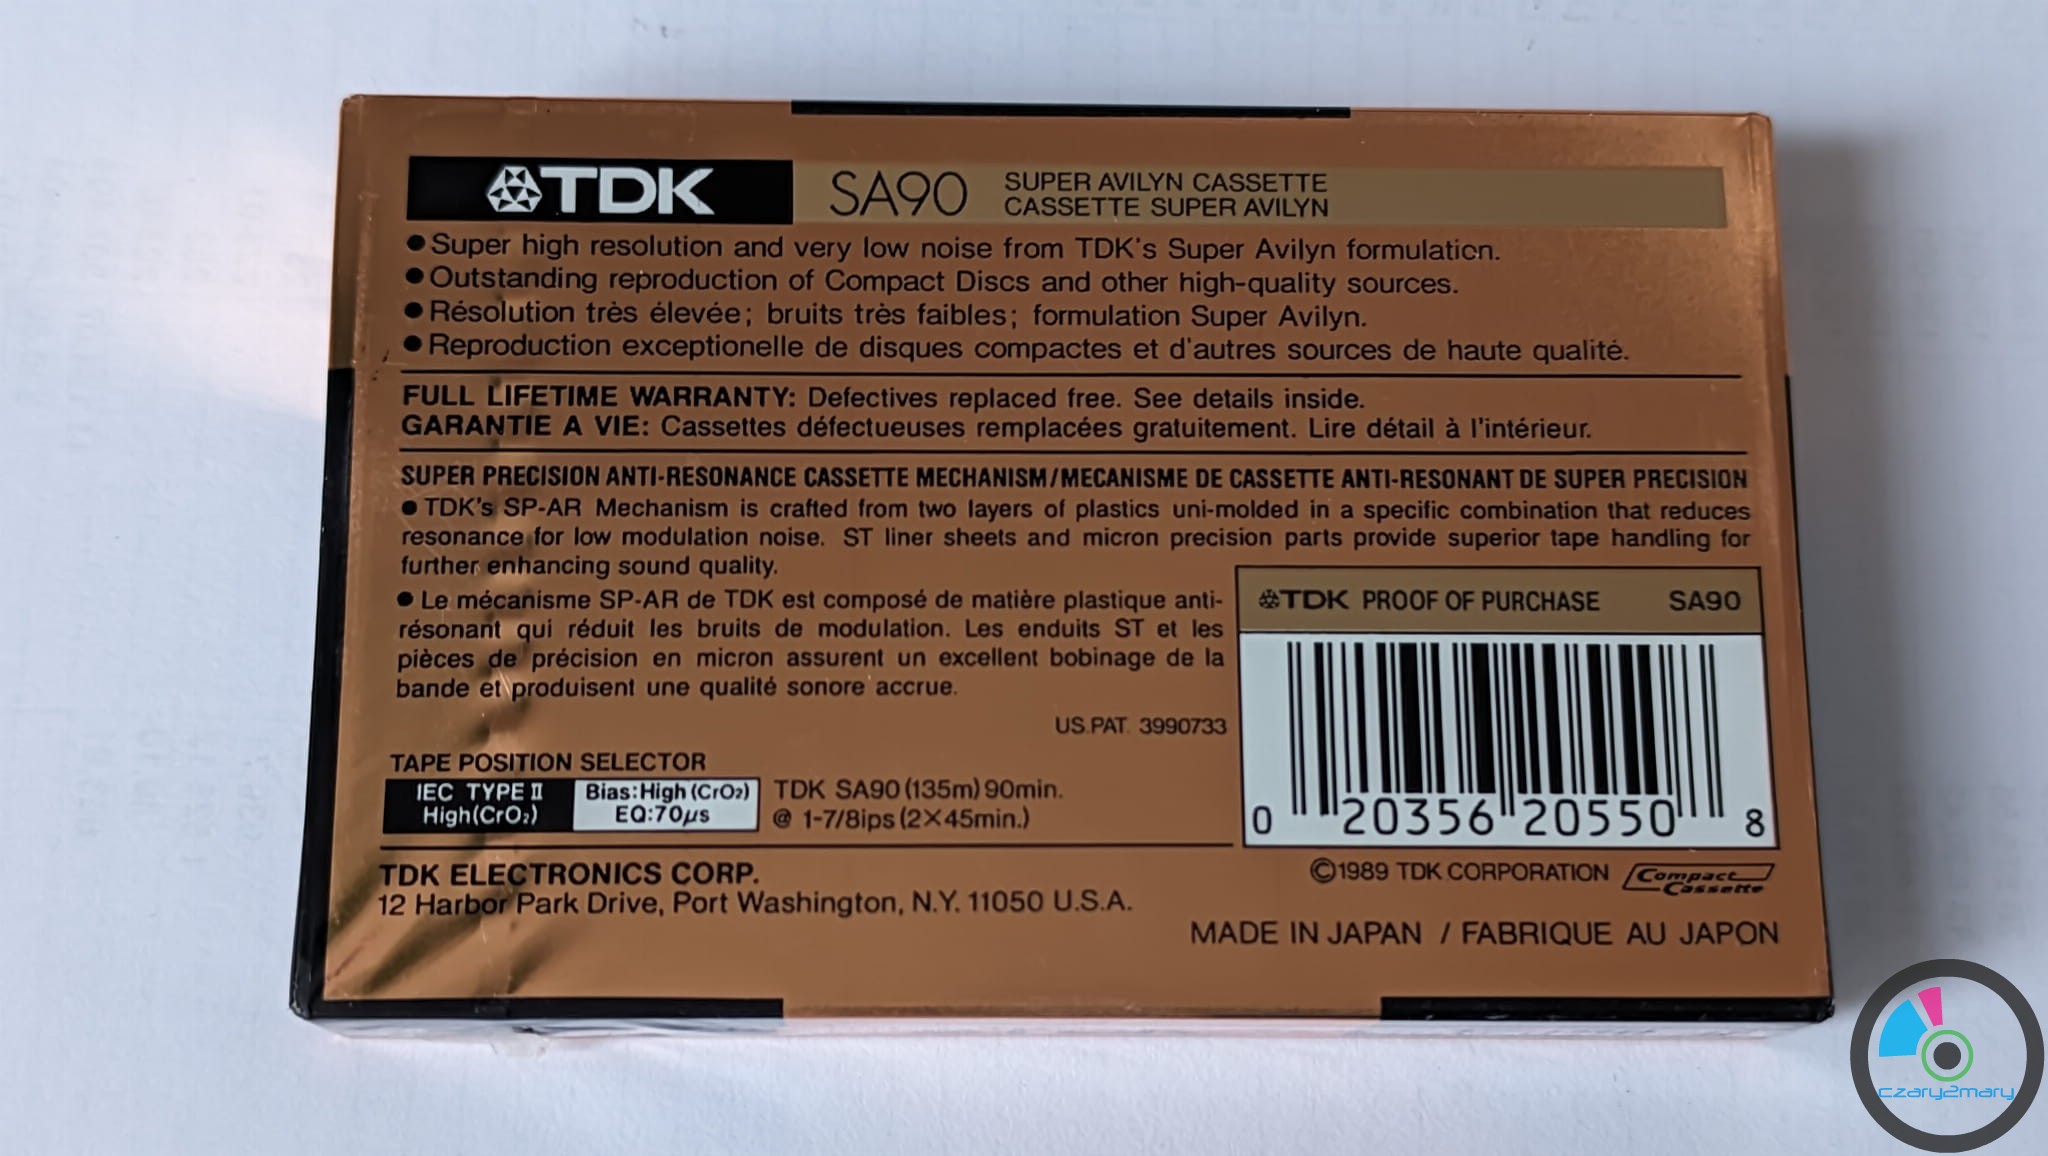 TDK SA90 SUPER AVILYN CASSETTE
CASSETTE SUPER AVILYN
●Super high resolution and very low noise from TDK's Super Avilyn formulation.
●Outstanding reproduction of Compact Discs and other high-quality sources.
●Résolution très élevée; bruits très faibles; formulation Super Avilyn.
●Reproduction exceptionelle de disques compactes et d'autres sources de haute qualité.
FULL LIFETIME WARRANTY: Defectives replaced free. See details inside.
GARANTIE A VIE: Cassettes défectueuses remplacées gratuitement. Lire détail à l'intérieur.
SUPER PRECISION ANTI-RESONANCE CASSETTE MECHANISM/MECANISME DE CASSETTE ANTI-RESONANT DE SUPER PRECISION
● TDK's SP-AR Mechanism is crafted from two layers of plastics uni-molded in a specific combination that reduces
resonance for low modulation noise. ST liner sheets and micron precision parts provide superior tape handling for
further enhancing sound quality.
● Le mécanisme SP-AR de TDK est composé de matière plastique anti-
résonant qui réduit les bruits de modulation. Les enduits ST et les
pièces de précision en micron assurent un excellent bobinage de la
bande et produisent une qualité sonore accrue.
US.PAT. 3990733
TDK PROOF OF PURCHASE SA90
0 20356 20550 8
TAPE POSITION SELECTOR
IEC TYPE II
High(CrO₂)
Bias:High (CrO₂)
EQ:70µs
TDK SA90 (135m) 90min.
@ 1-7/8ips (2×45min.)
TDK ELECTRONICS CORP.
12 Harbor Park Drive, Port Washington, N.Y. 11050 U.S.A.
©1989 TDK CORPORATION Compact Cassette
MADE IN JAPAN / FABRIQUE AU JAPON
czary2mary